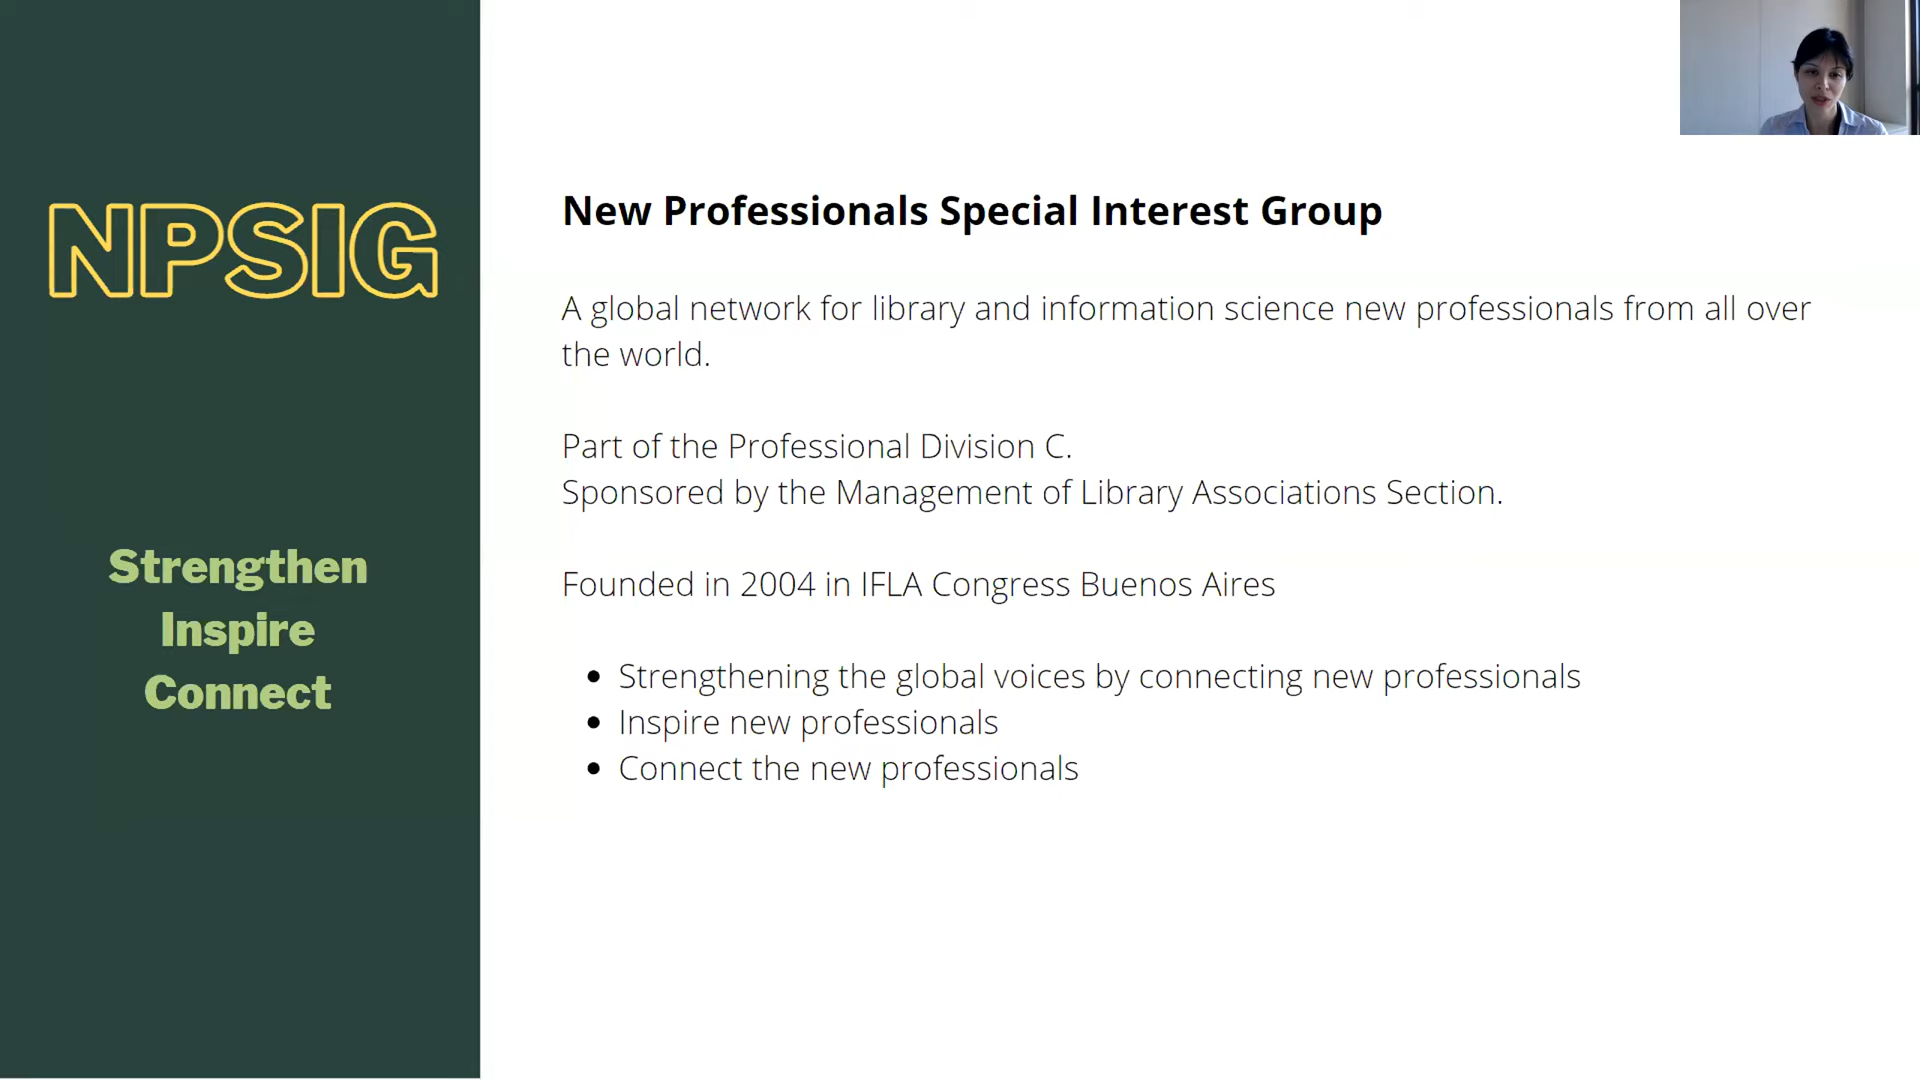 NPSIG
Strengthen
Inspire
Connect
New Professionals Special Interest Group
A global network for library and information science new professionals from all over
the world.
Part of the Professional Division C.
Sponsored by the Management of Library Associations Section.
Founded in 2004 in IFLA Congress Buenos Aires
• Strengthening the global voices by connecting new professionals
• Inspire new professionals
• Connect the new professionals